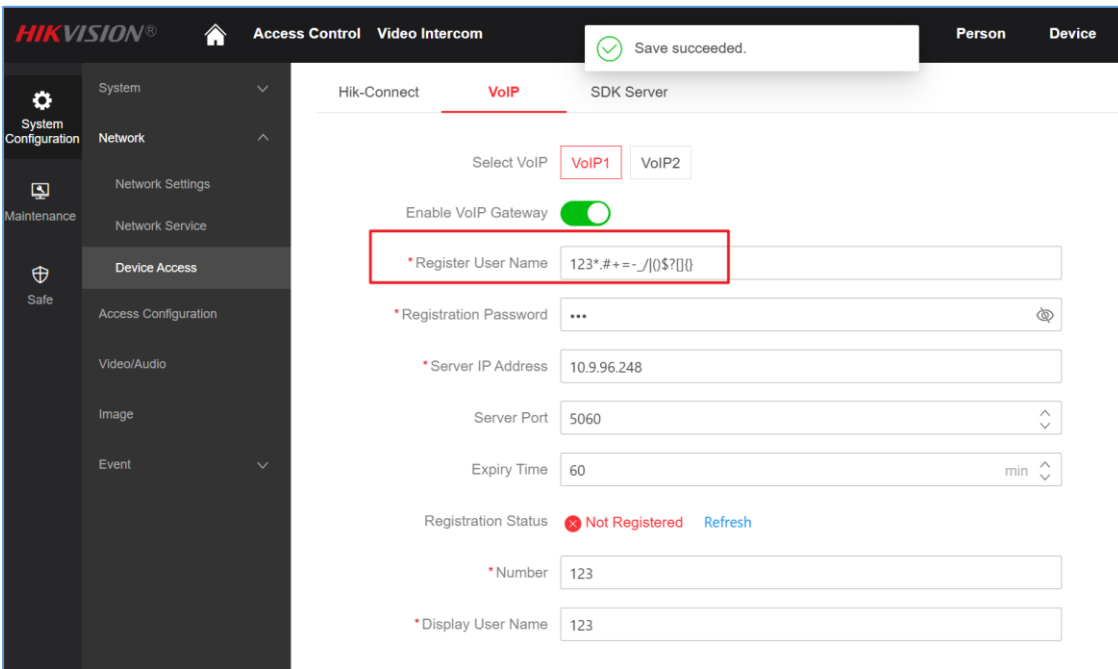 HIKVISION®
Access Control Video Intercom
Save succeeded.
Person Device
System Configuration
Maintenance
Safe
System
Network
Network Settings
Network Service
Device Access
Access Configuration
Video/Audio
Image
Event
Hik-Connect VoIP SDK Server
Select VoIP VoIP1 VoIP2
Enable VoIP Gateway
*Register User Name 123*.#+=-_/|()$?[]{}
*Registration Password •••
*Server IP Address 10.9.96.248
Server Port 5060
Expiry Time 60 min
Registration Status Not Registered Refresh
*Number 123
*Display User Name 123